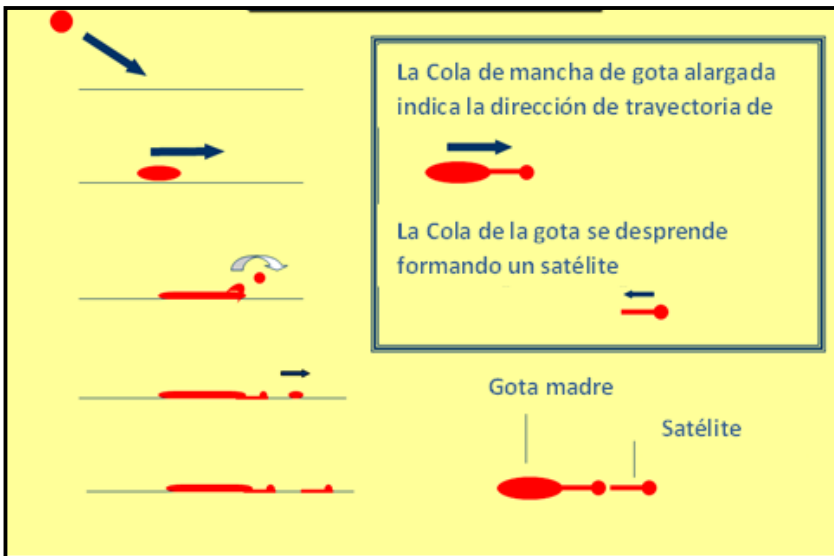 La Cola de mancha de gota alargada
indica la dirección de trayectoria de
La Cola de la gota se desprende
formando un satélite
Gota madre
Satélite